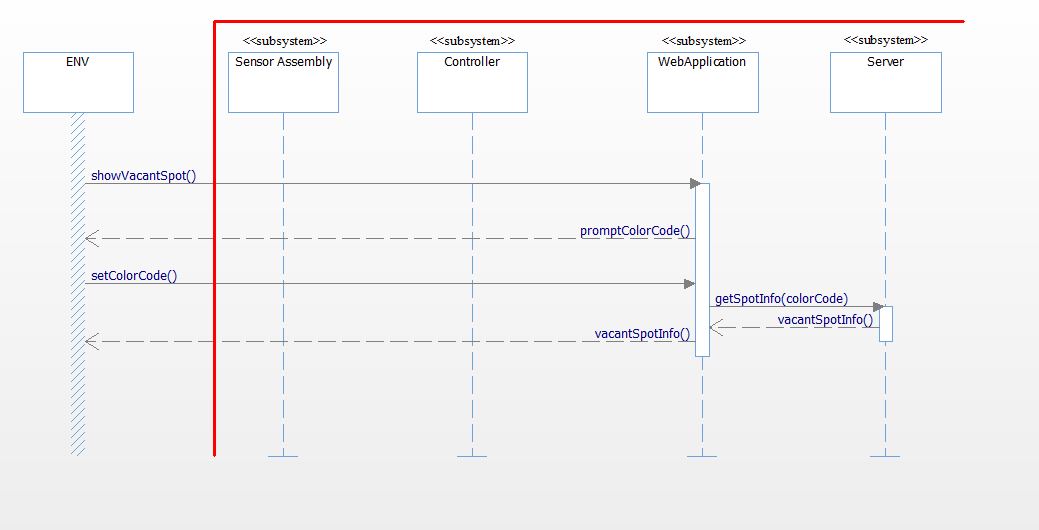 <<subsystem>> <<subsystem>> <<subsystem>> <<subsystem>>
ENV Sensor Assembly Controller WebApplication Server
showVacantSpot()
promptColorCode()
setColorCode()
getSpotInfo(colorCode)
vacantSpotInfo()
vacantSpotInfo()